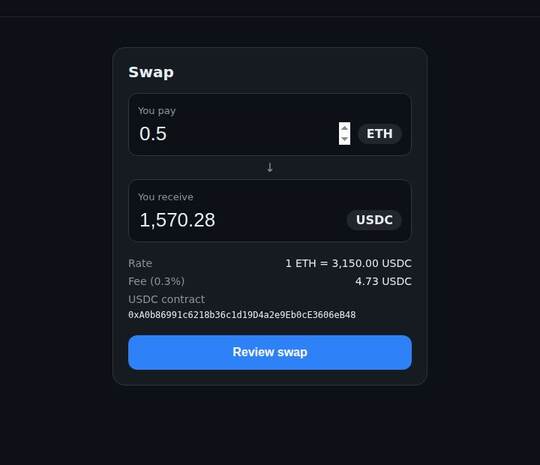 Swap
You pay
0.5 ETH
↓
You receive
1,570.28 USDC
Rate 1 ETH = 3,150.00 USDC
Fee (0.3%) 4.73 USDC
USDC contract
0xA0b86991c6218b36c1d19D4a2e9Eb0cE3606eB48
Review swap